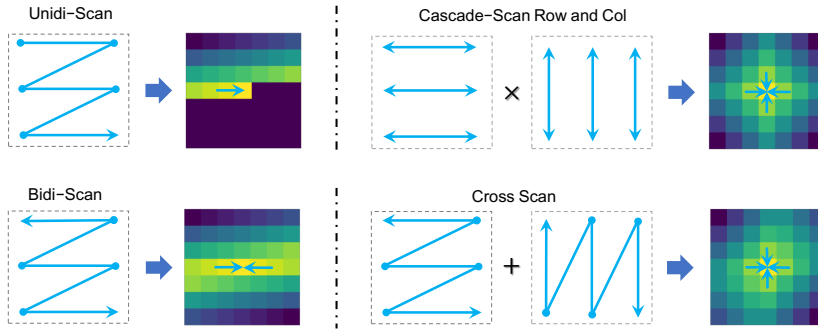 Unidi-Scan
Cascade-Scan Row and Col
×
Bidi-Scan
Cross Scan
+